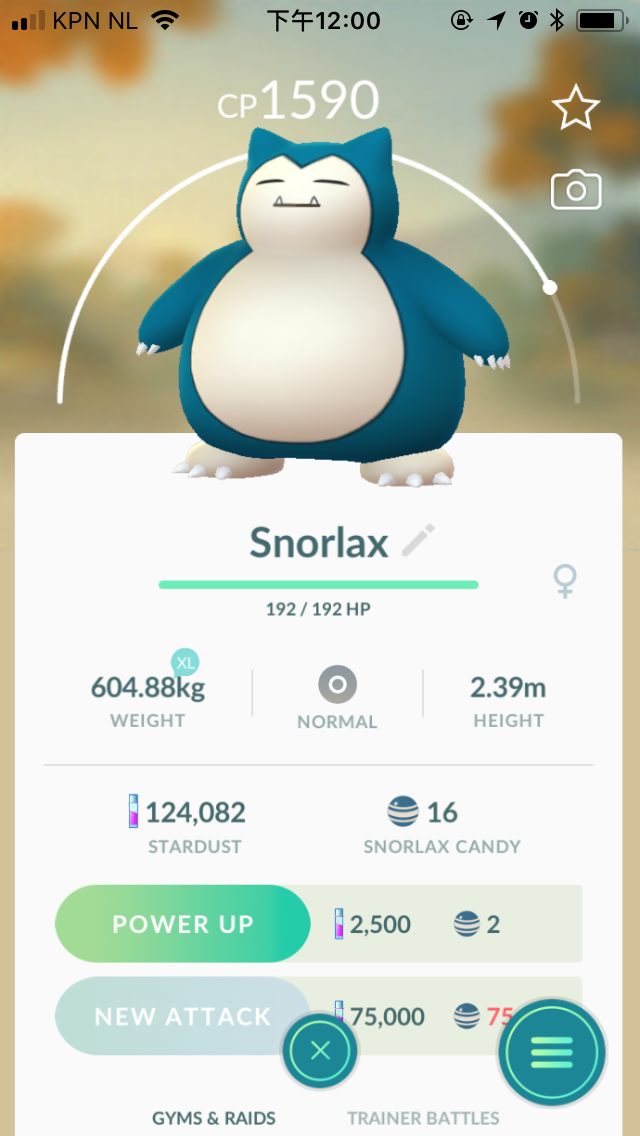 KPN NL 下午12:00
CP1590
Snorlax
192 / 192 HP
XL
604.88kg
WEIGHT
NORMAL
2.39m
HEIGHT
124,082
STARDUST
16
SNORLAX CANDY
POWER UP 2,500 2
NEW ATTACK 75,000 75
GYMS & RAIDS TRAINER BATTLES